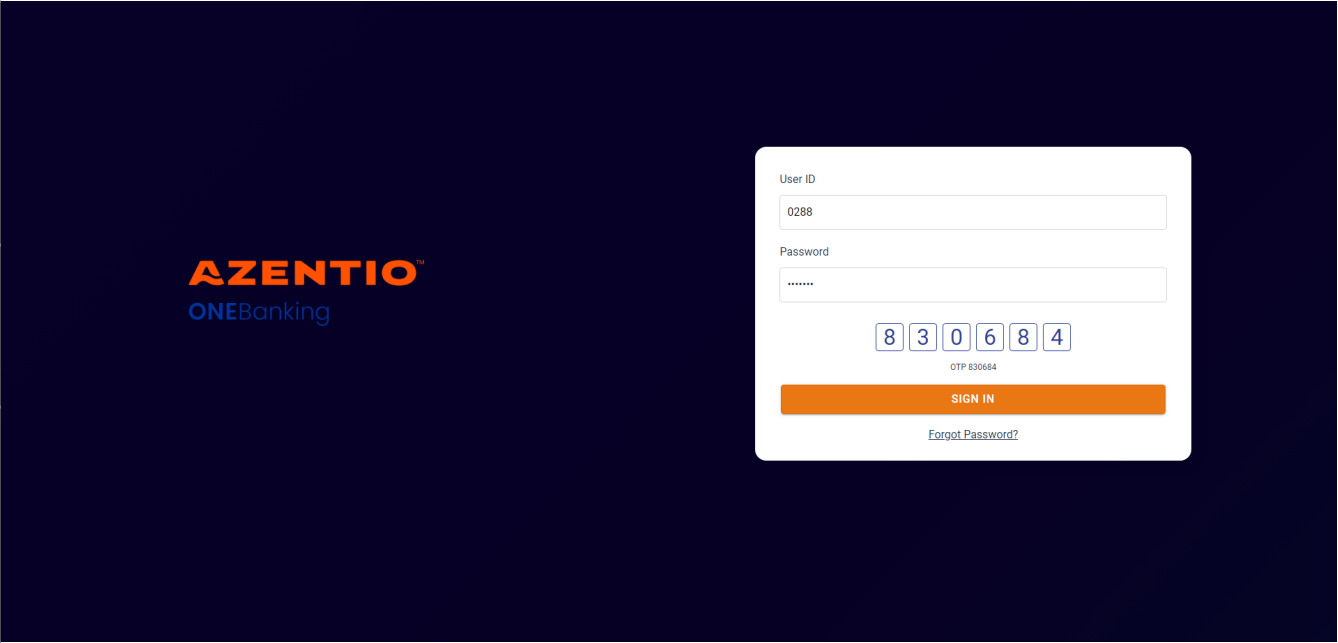 AZENTIO™
ONEBanking
User ID
0288
Password
•••••••
8 3 0 6 8 4
OTP 830684
SIGN IN
Forgot Password?